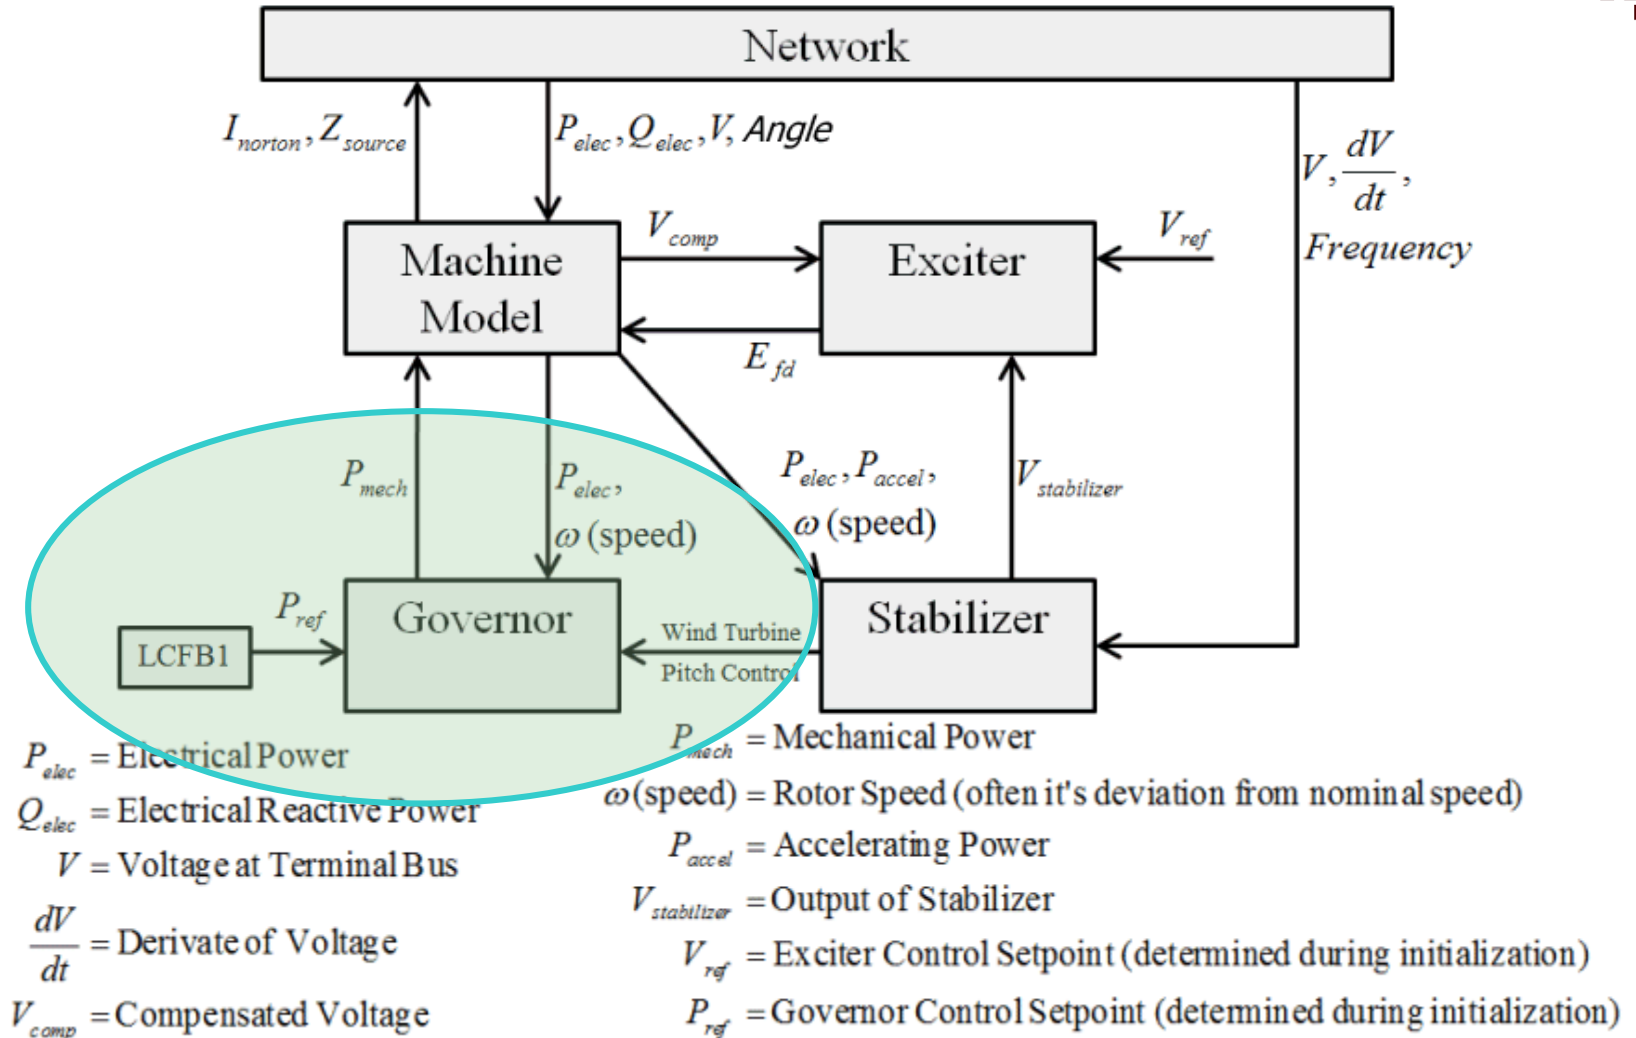 Network
I_norton, Z_source
P_elec, Q_elec, V, Angle
V, dV/dt,
Frequency
Machine
Model
V_comp
Exciter
V_ref
E_fd
P_mech
P_elec,
ω (speed)
P_elec, P_accel,
ω (speed)
V_stabilizer
LCFB1
P_ref
Governor
Wind Turbine
Pitch Control
Stabilizer
P_elec = Electrical Power
Q_elec = Electrical Reactive Power
V = Voltage at Terminal Bus
dV/dt = Derivate of Voltage
V_comp = Compensated Voltage
P_mech = Mechanical Power
ω (speed) = Rotor Speed (often it's deviation from nominal speed)
P_accel = Accelerating Power
V_stabilizer = Output of Stabilizer
V_ref = Exciter Control Setpoint (determined during initialization)
P_ref = Governor Control Setpoint (determined during initialization)